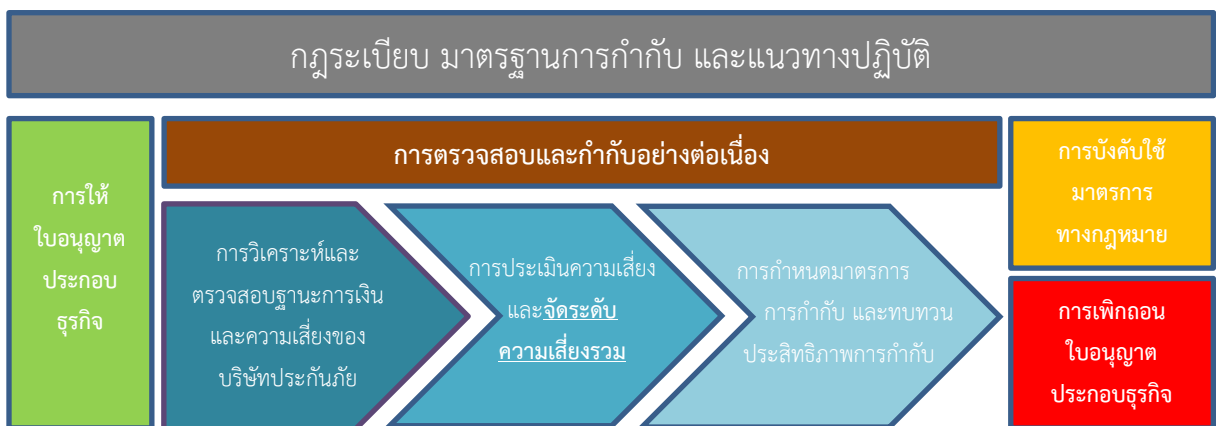 กฎระเบียบ มาตรฐานการกำกับ และแนวทางปฏิบัติ
การให้
ใบอนุญาต
ประกอบ
ธุรกิจ
การตรวจสอบและกำกับอย่างต่อเนื่อง
การวิเคราะห์และ
ตรวจสอบฐานะการเงิน
และความเสี่ยงของ
บริษัทประกันภัย
การประเมินความเสี่ยง
และจัดระดับ
ความเสี่ยงรวม
การกำหนดมาตรการ
การกำกับ และทบทวน
ประสิทธิภาพการกำกับ
การบังคับใช้
มาตรการ
ทางกฎหมาย
การเพิกถอน
ใบอนุญาต
ประกอบธุรกิจ